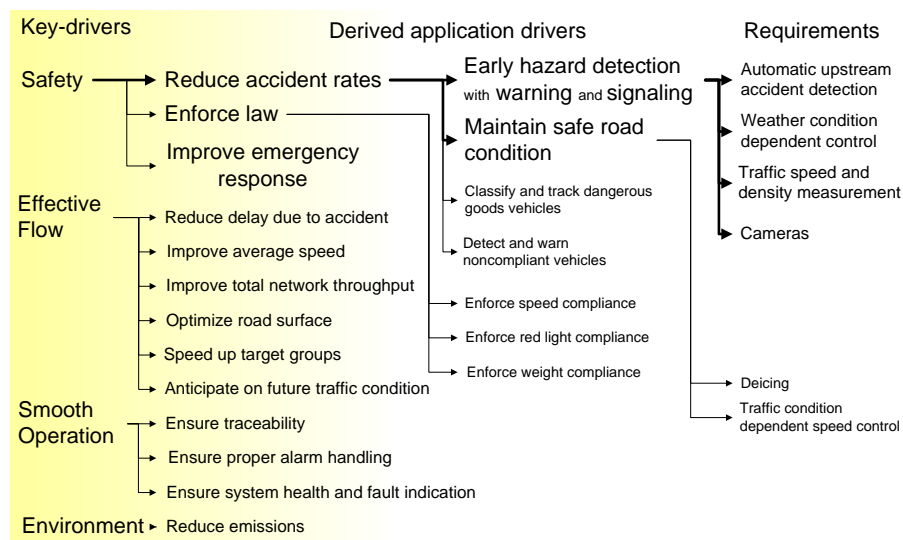 Key-drivers
Derived application drivers
Requirements
Safety
Reduce accident rates
Enforce law
Improve emergency
response
Early hazard detection
with warning and signaling
Maintain safe road
condition
Classify and track dangerous
goods vehicles
Detect and warn
noncompliant vehicles
Enforce speed compliance
Enforce red light compliance
Enforce weight compliance
Automatic upstream
accident detection
Weather condition
dependent control
Traffic speed and
density measurement
Cameras
Deicing
Traffic condition
dependent speed control
Effective
Flow
Reduce delay due to accident
Improve average speed
Improve total network throughput
Optimize road surface
Speed up target groups
Anticipate on future traffic condition
Smooth
Operation
Ensure traceability
Ensure proper alarm handling
Ensure system health and fault indication
Environment
Reduce emissions